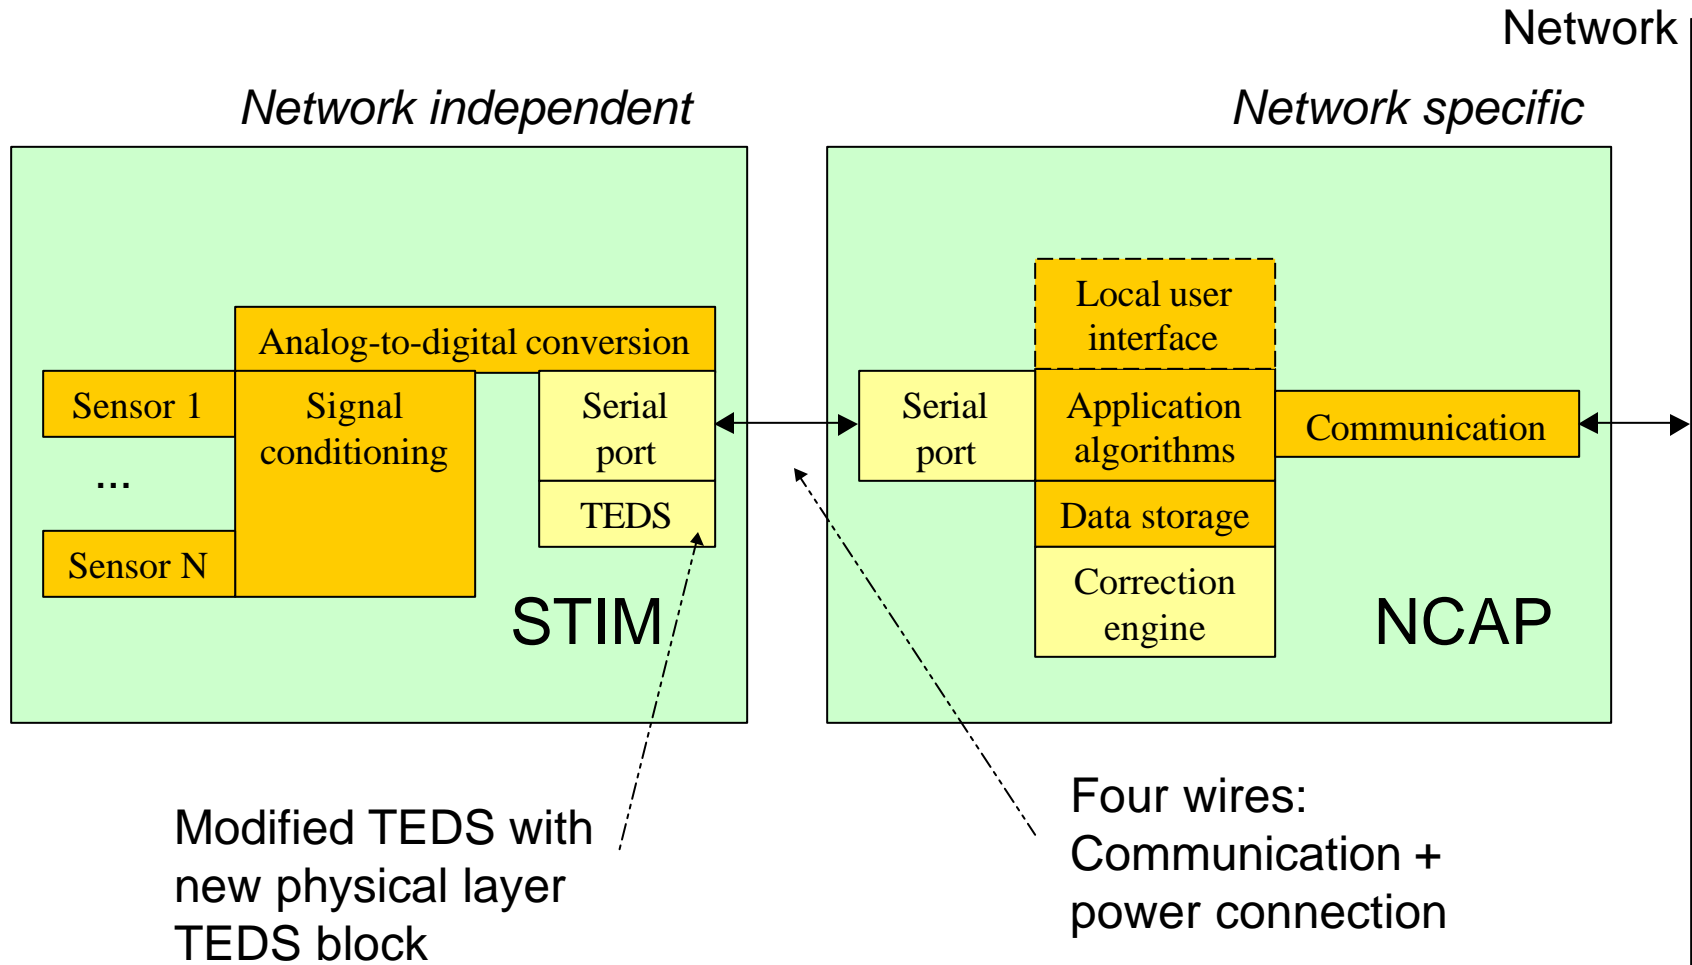 Network
Network independent
Network specific
Analog-to-digital conversion
Sensor 1
...
Sensor N
Signal
conditioning
Serial
port
TEDS
STIM
Local user
interface
Serial
port
Application
algorithms
Communication
Data storage
Correction
engine
NCAP
Modified TEDS with
new physical layer
TEDS block
Four wires:
Communication +
power connection